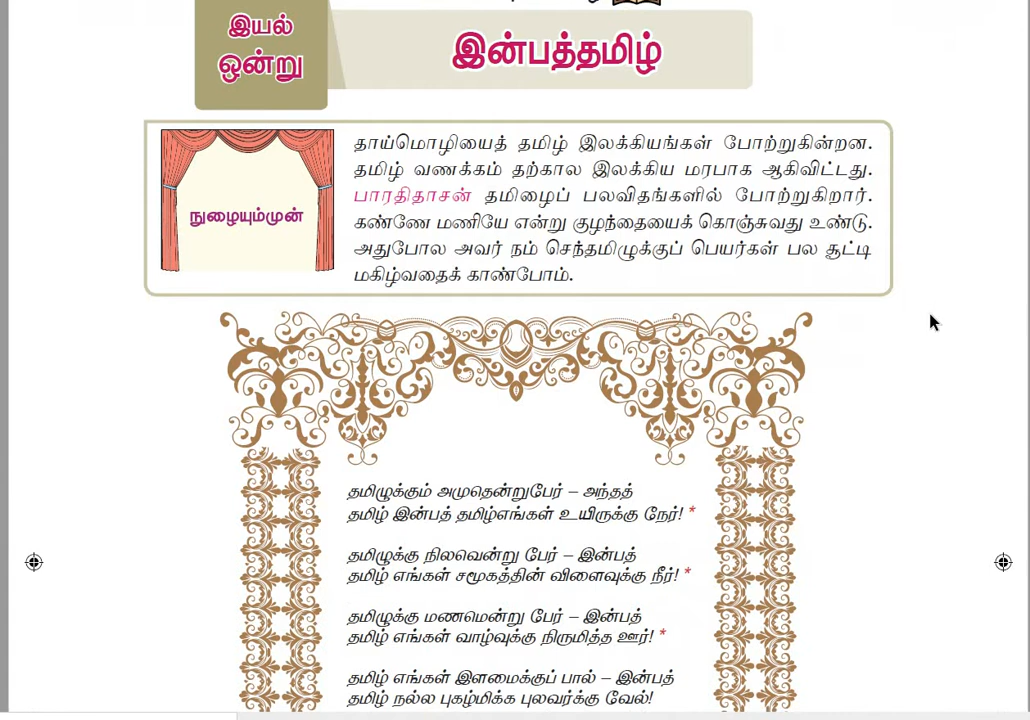 இயல்
ஒன்று
இன்பத்தமிழ்
நுழையும்முன்
தாய்மொழியைத் தமிழ் இலக்கியங்கள் போற்றுகின்றன.
தமிழ் வணக்கம் தற்கால இலக்கிய மரபாக ஆகிவிட்டது.
பாரதிதாசன் தமிழைப் பலவிதங்களில் போற்றுகிறார்.
கண்ணே மணியே என்று குழந்தையைக் கொஞ்சுவது உண்டு.
அதுபோல அவர் நம் செந்தமிழுக்குப் பெயர்கள் பல சூட்டி
மகிழ்வதைக் காண்போம்.
தமிழுக்கும் அமுதென்றுபேர் – அந்தத்
தமிழ் இன்பத் தமிழ்எங்கள் உயிருக்கு நேர்! *
தமிழுக்கு நிலவென்று பேர் – இன்பத்
தமிழ் எங்கள் சமூகத்தின் விளைவுக்கு நீர்! *
தமிழுக்கு மணமென்று பேர் – இன்பத்
தமிழ் எங்கள் வாழ்வுக்கு நிருமித்த ஊர்! *
தமிழ் எங்கள் இளமைக்குப் பால் – இன்பத்
தமிழ் நல்ல புகழ்மிக்க புலவர்க்கு வேல்!